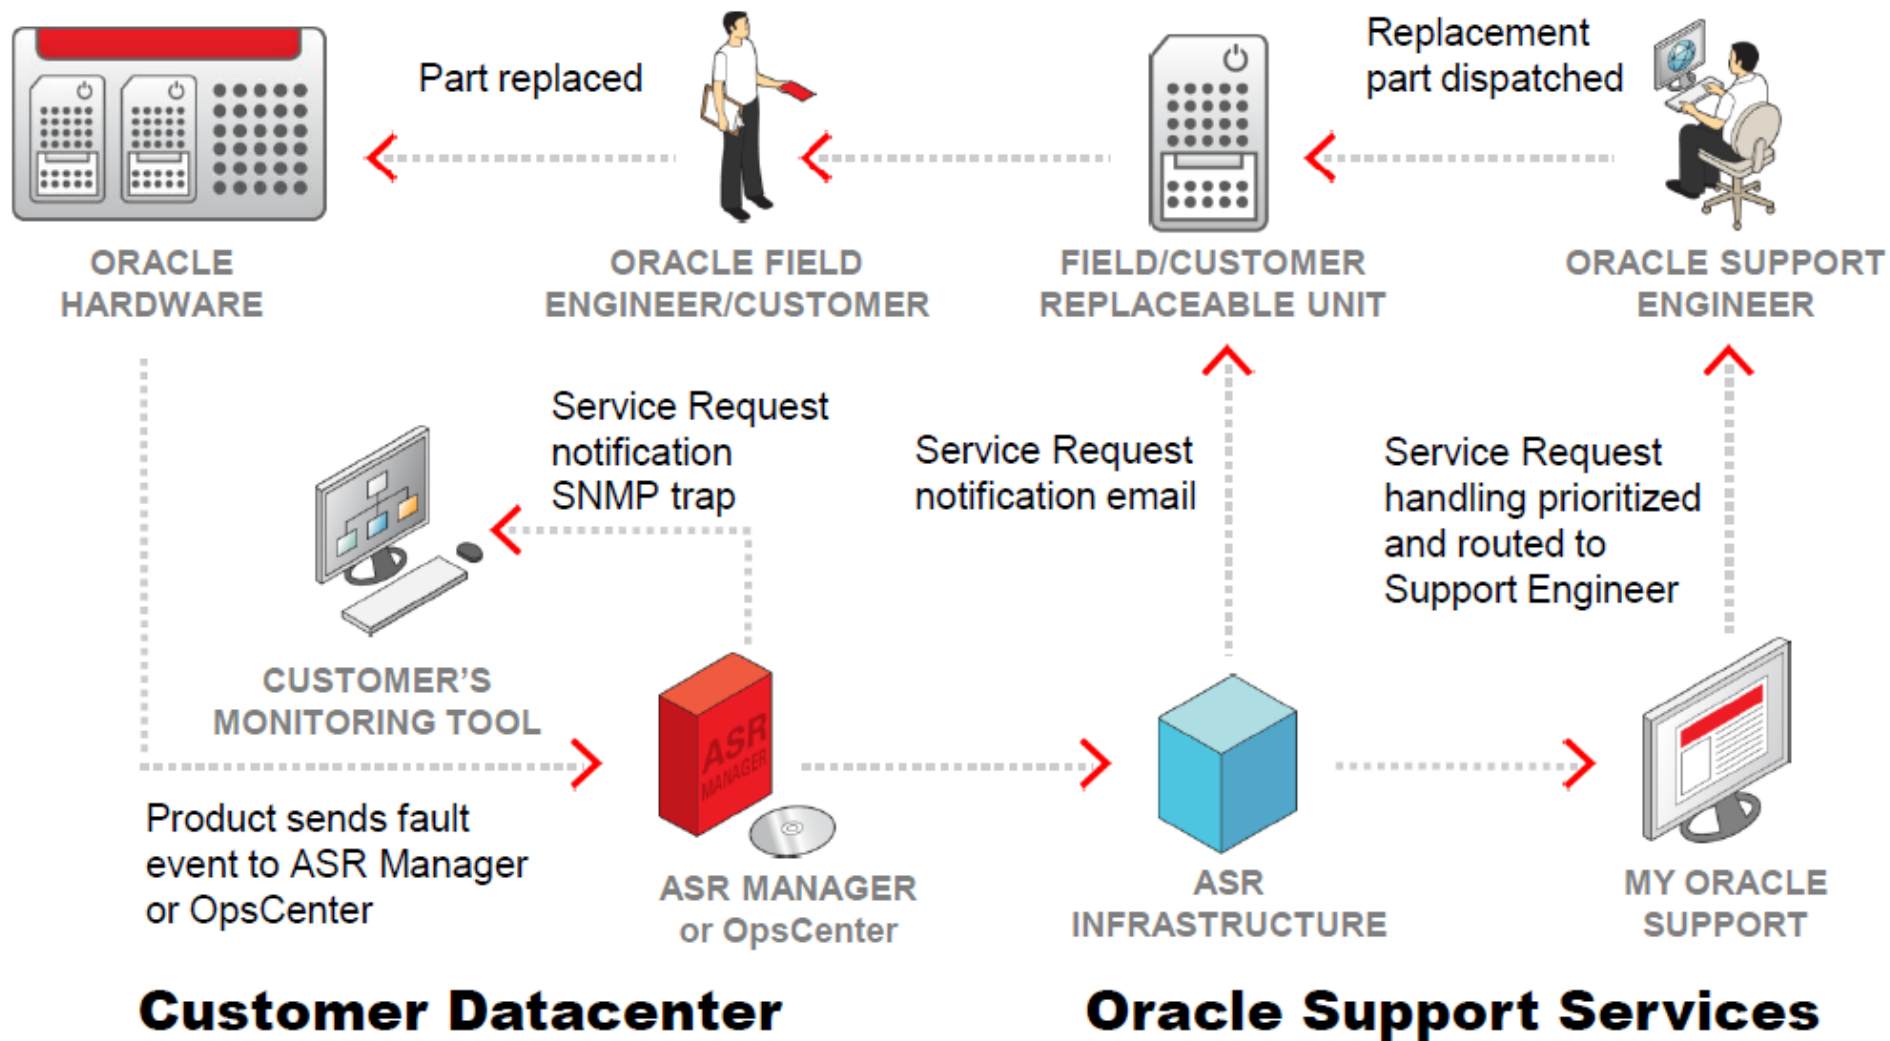 Part replaced
Replacement
part dispatched
ORACLE
HARDWARE
ORACLE FIELD
ENGINEER/CUSTOMER
FIELD/CUSTOMER
REPLACEABLE UNIT
ORACLE SUPPORT
ENGINEER
Service Request
notification
SNMP trap
Service Request
notification email
Service Request
handling prioritized
and routed to
Support Engineer
CUSTOMER’S
MONITORING TOOL
ASR
MANAGER
Product sends fault
event to ASR Manager
or OpsCenter
ASR MANAGER
or OpsCenter
ASR
INFRASTRUCTURE
MY ORACLE
SUPPORT
Customer Datacenter
Oracle Support Services